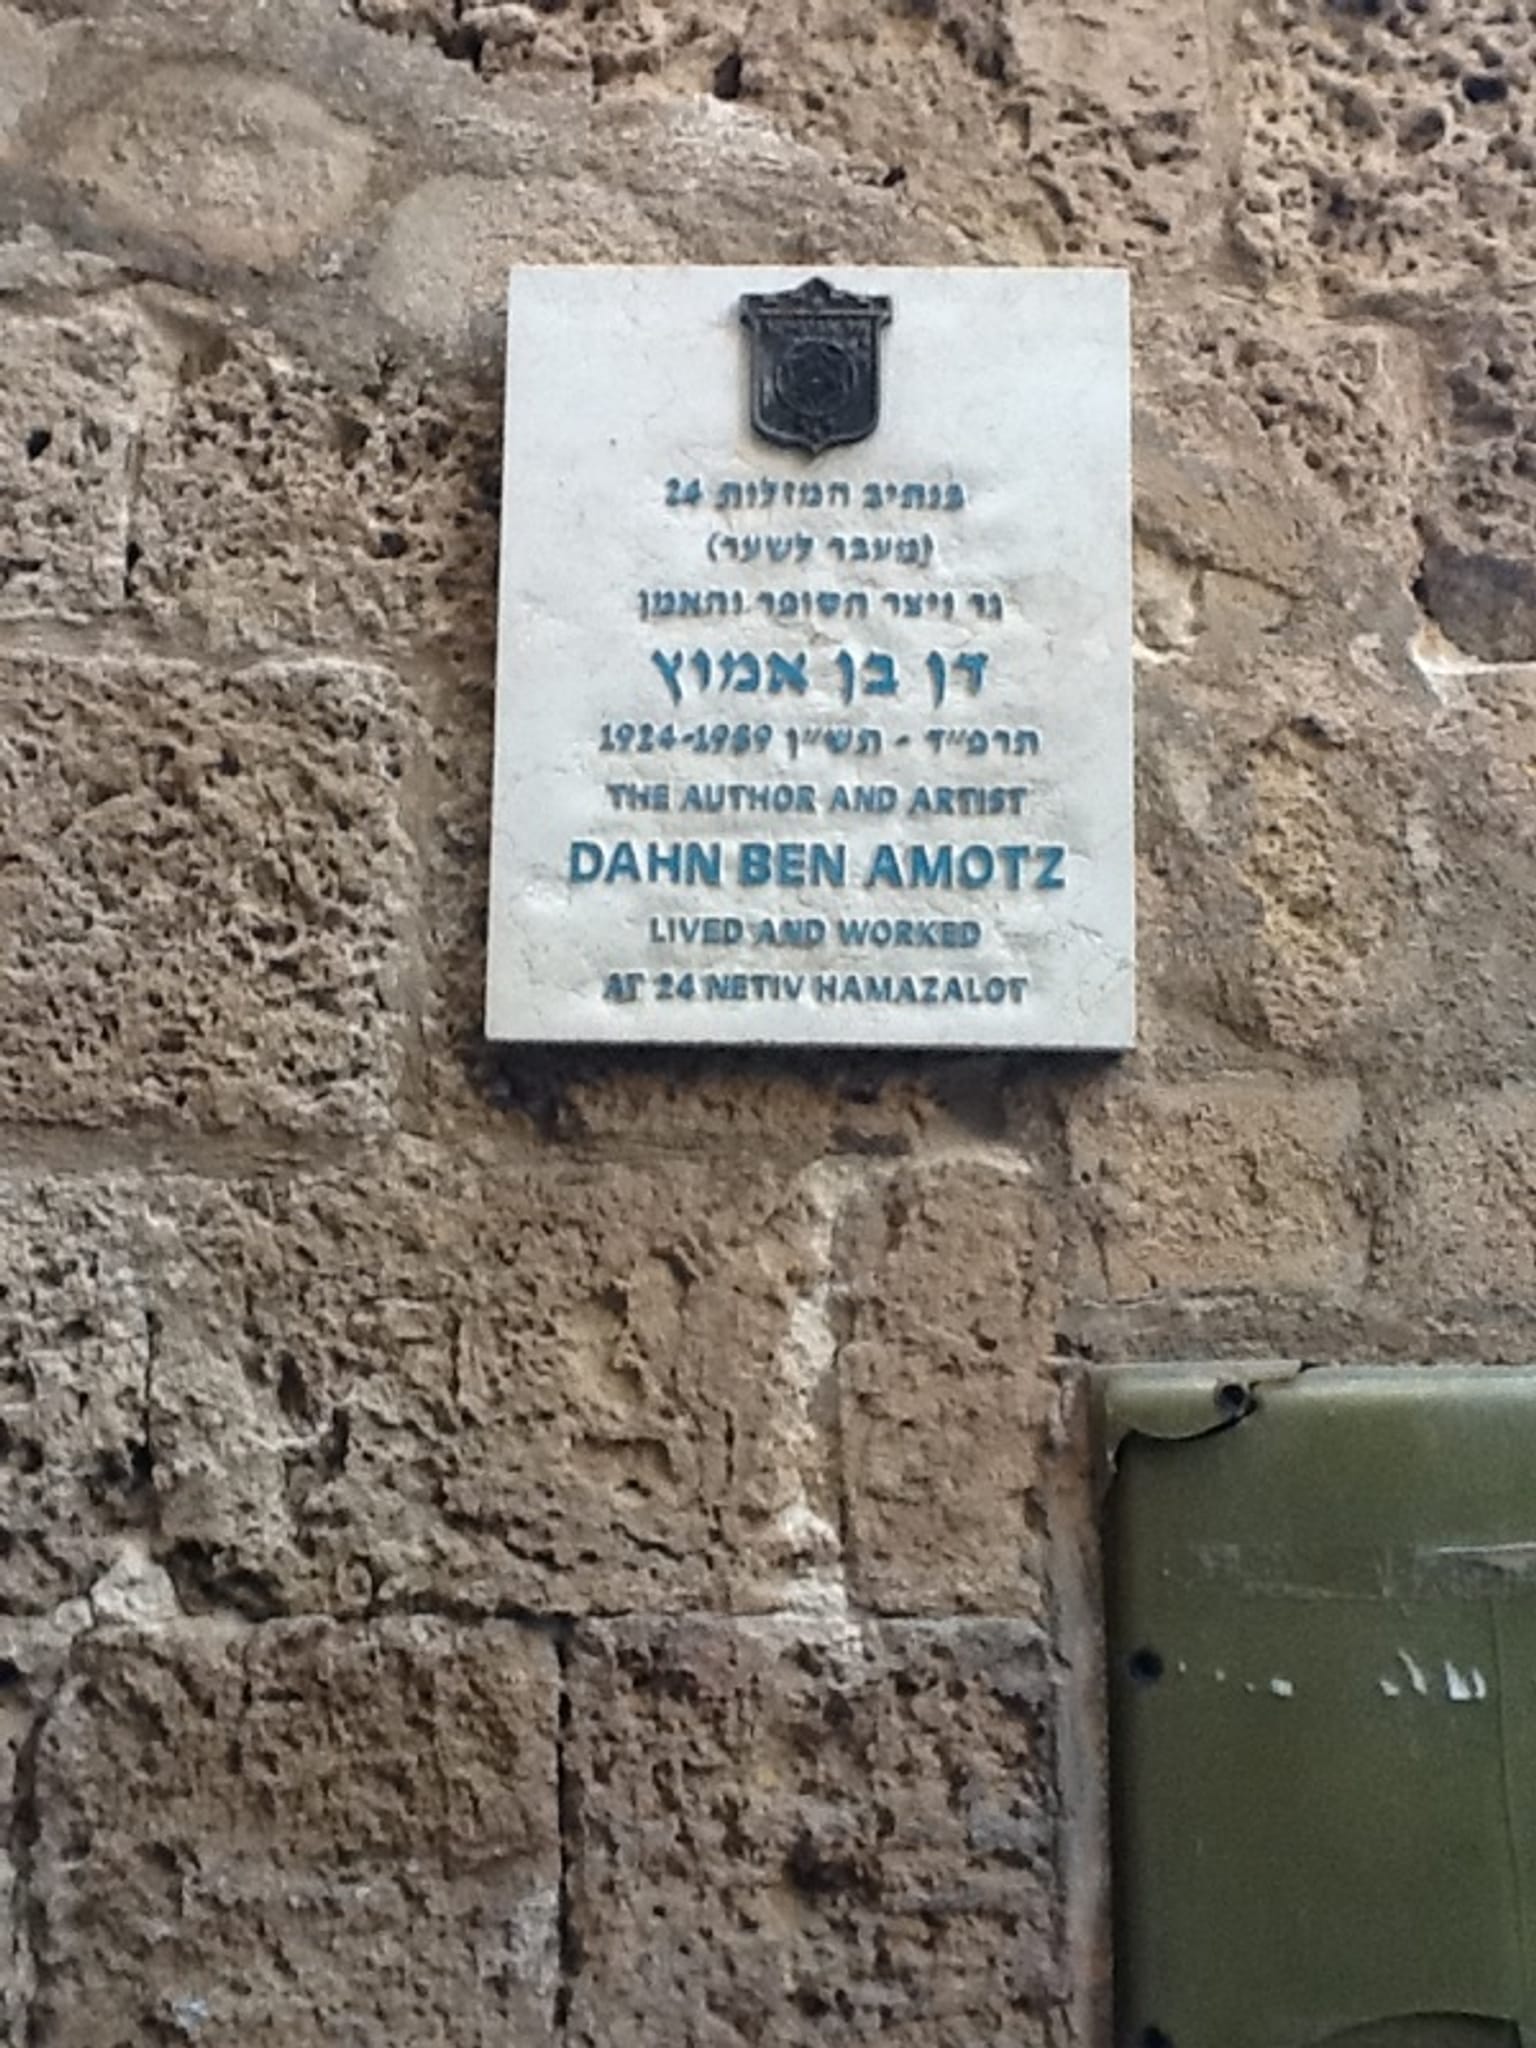 בנתיב המזלות 24
(מעבר לשער)
גר ויצר הסופר והאמן
דן בן אמוץ
תרפ״ד - תש״ן 1924-1989
THE AUTHOR AND ARTIST
DAHN BEN AMOTZ
LIVED AND WORKED
AT 24 NETIV HAMAZALOT